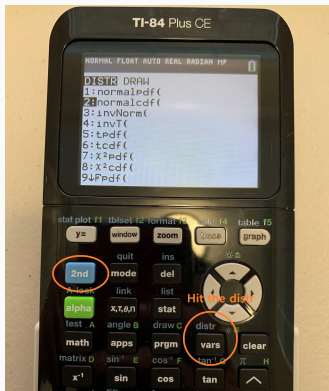 TI-84 Plus CE
NORMAL FLOAT AUTO REAL RADIAN MP
DISTR DRAW
1:normalpdf(
2:normalcdf(
3:invNorm(
4:invT(
5:tpdf(
6:tcdf(
7:χ²pdf(
8:χ²cdf(
9↓Fpdf(
stat plot f1 tblset f2 format f3 f4 table f5
y= window zoom trace graph
quit ins
2nd mode del
A-lock link list
Hit the distr
alpha X,T,θ,n stat
test A angle B draw C distr
math apps prgm vars clear
matrix D sin⁻¹ E cos⁻¹ F tan⁻¹ G π H
x⁻¹ sin cos tan ^